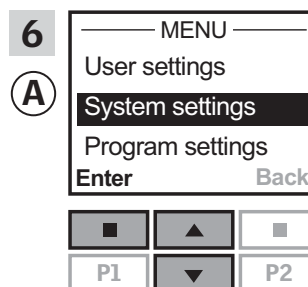 6
A
MENU
User settings
System settings
Program settings
Enter Back
P1 P2